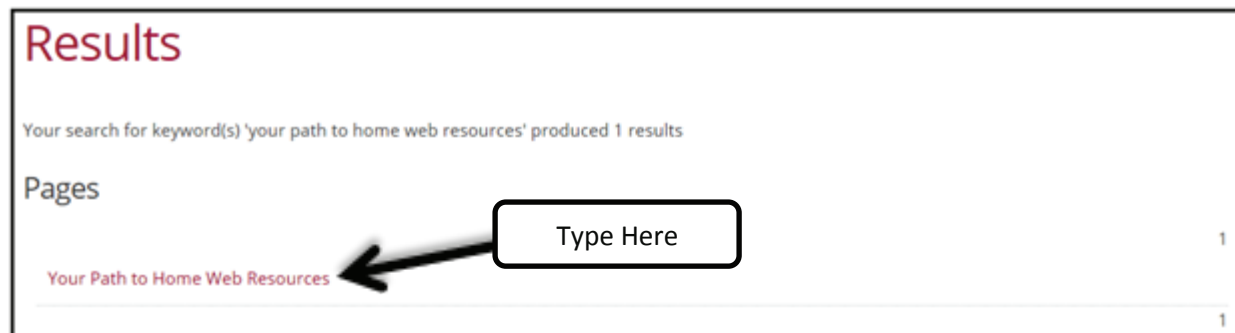 Results
Your search for keyword(s) 'your path to home web resources' produced 1 results
Pages
Type Here
1
Your Path to Home Web Resources
1